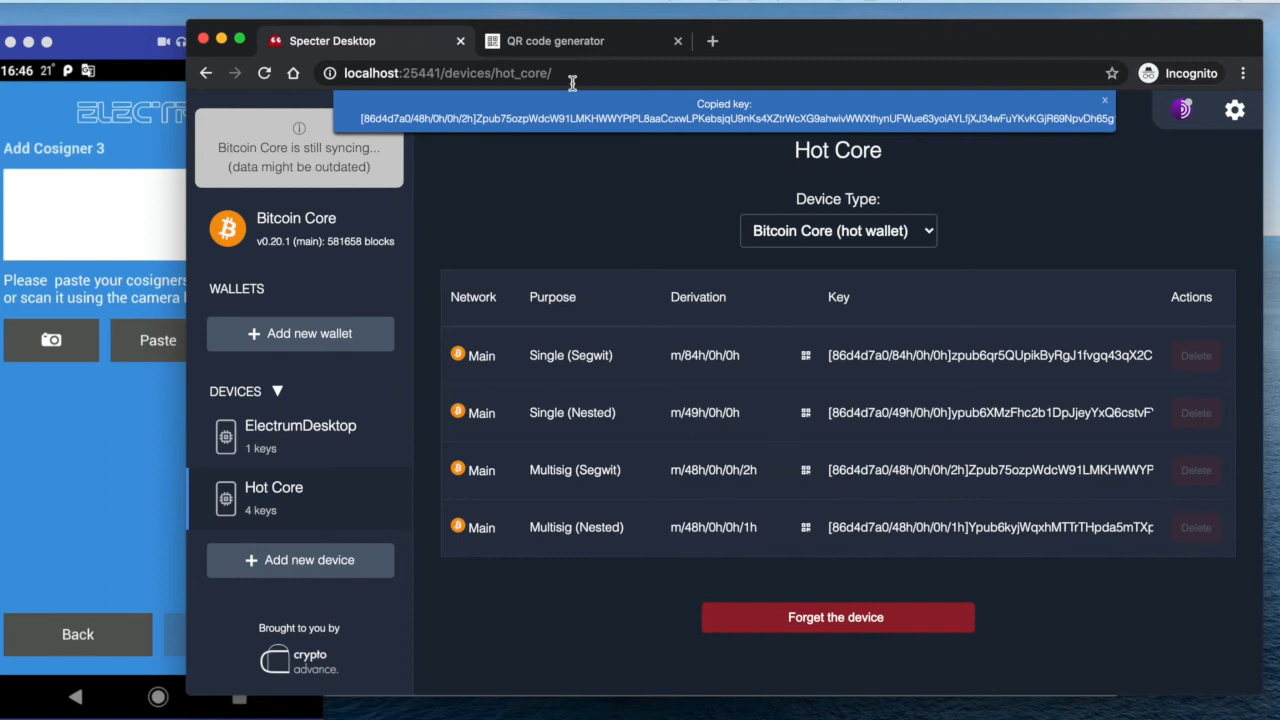 Specter Desktop
QR code generator
16:46 21°
localhost:25441/devices/hot_core/
Incognito
Copied key:
[86d4d7a0/48h/0h/0h/2h]Zpub75ozpWdcW91LMKHWWYPtPL8aaCcxwLPKebsjqU9nKs4XZtrWcXG9ahwivWWXthynUFWue63yoiAYLfjXJ34wFuYKvKGjR69NpvDh65g
Add Cosigner 3
Bitcoin Core is still syncing...
(data might be outdated)
Hot Core
Device Type:
Bitcoin Core
v0.20.1 (main): 581658 blocks
Bitcoin Core (hot wallet)
Please paste your cosigners
or scan it using the camera
Paste
WALLETS
+ Add new wallet
Network Purpose Derivation Key Actions
Main Single (Segwit) m/84h/0h/0h [86d4d7a0/84h/0h/0h]zpub6qr5QUpikByRgJ1fvgq43qX2C Delete
DEVICES
Main Single (Nested) m/49h/0h/0h [86d4d7a0/49h/0h/0h]ypub6XMzFhc2b1DpJjeyYxQ6cstvF Delete
ElectrumDesktop
1 keys
Main Multisig (Segwit) m/48h/0h/0h/2h [86d4d7a0/48h/0h/0h/2h]Zpub75ozpWdcW91LMKHWWYP Delete
Hot Core
4 keys
Main Multisig (Nested) m/48h/0h/0h/1h [86d4d7a0/48h/0h/0h/1h]Ypub6kyjWqxhMTTrTHpda5mTXp Delete
+ Add new device
Forget the device
Back
Brought to you by
crypto
advance.